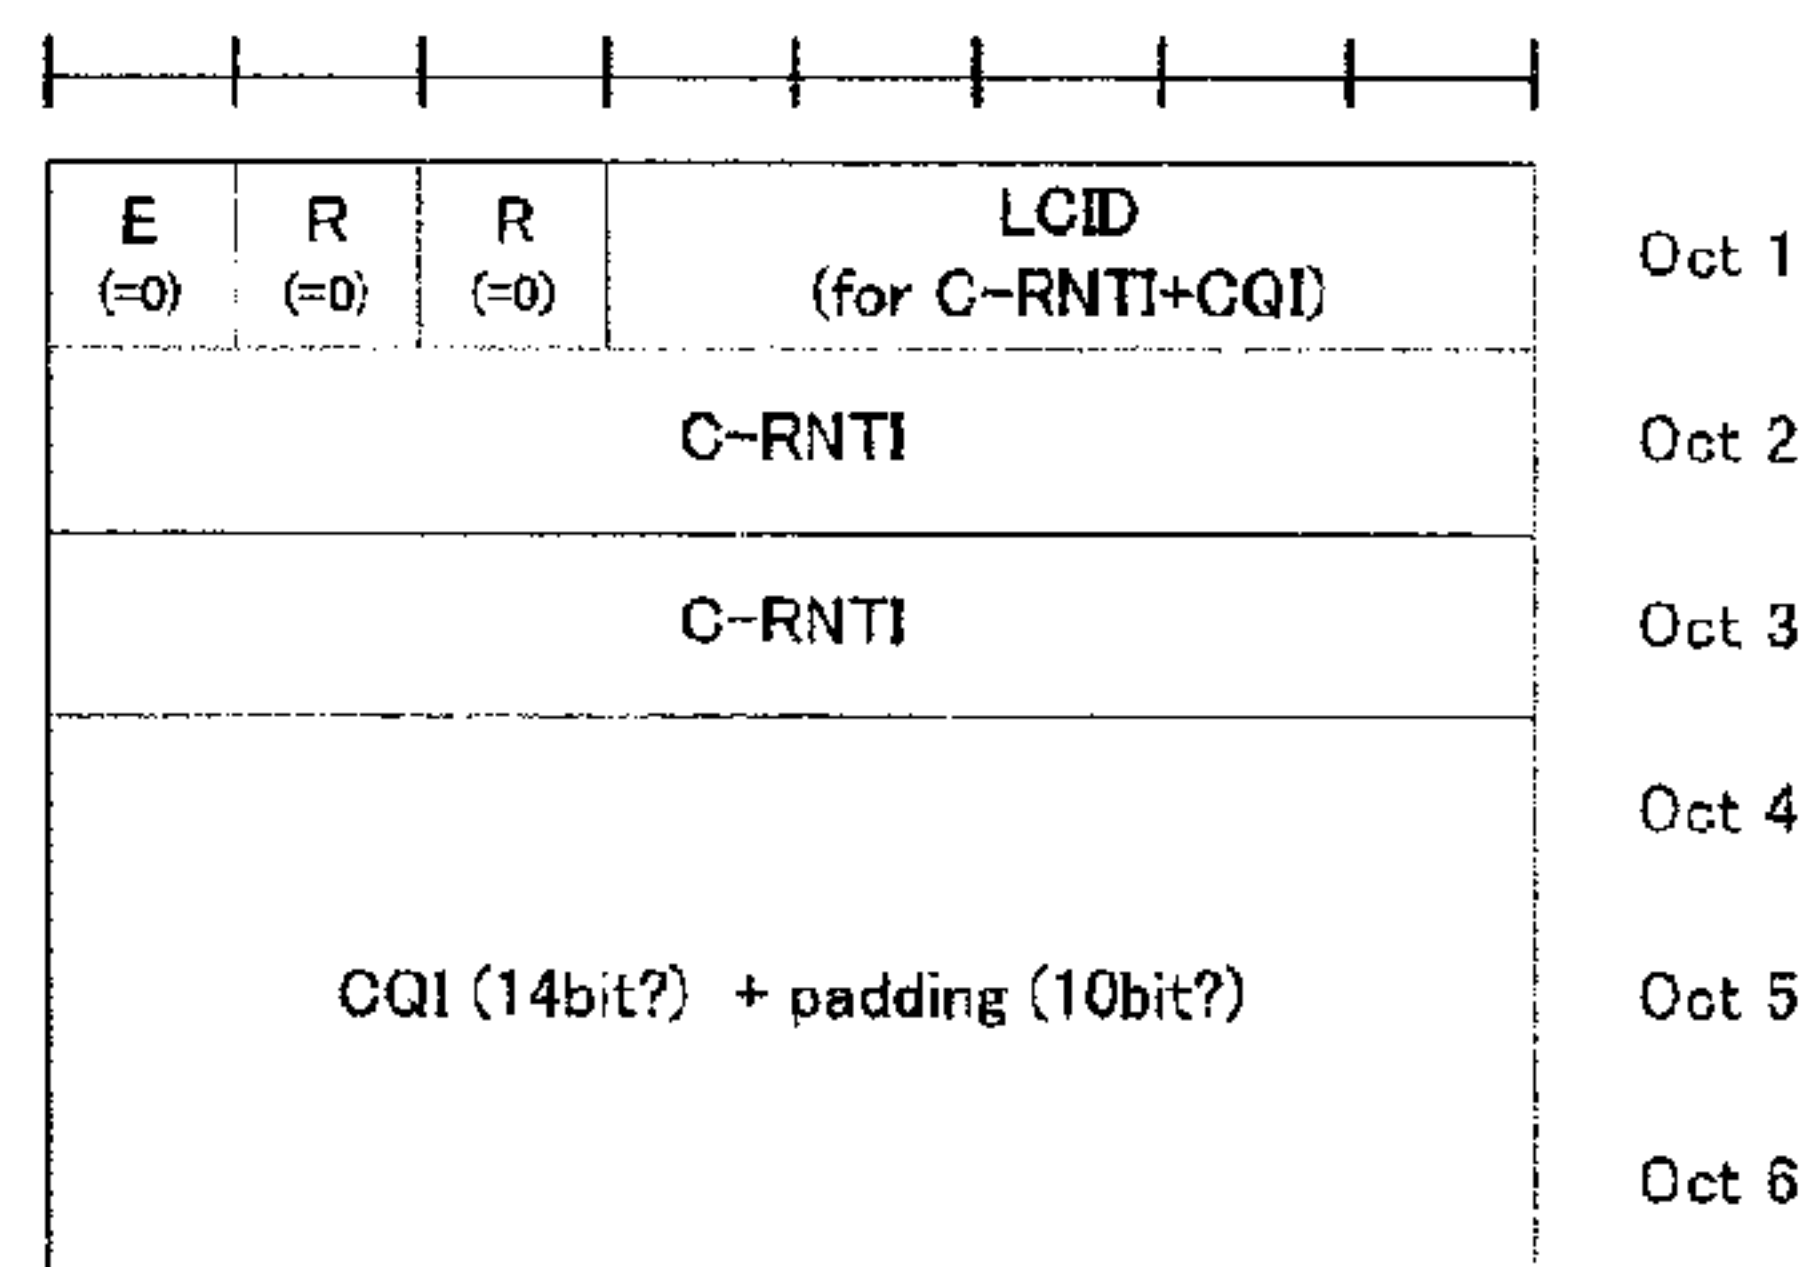 E R R LCID
(=0) (=0) (=0) (for C-RNTI+CQI) Oct 1
C-RNTI Oct 2
C-RNTI Oct 3
Oct 4
CQI (14bit?) + padding (10bit?) Oct 5
Oct 6